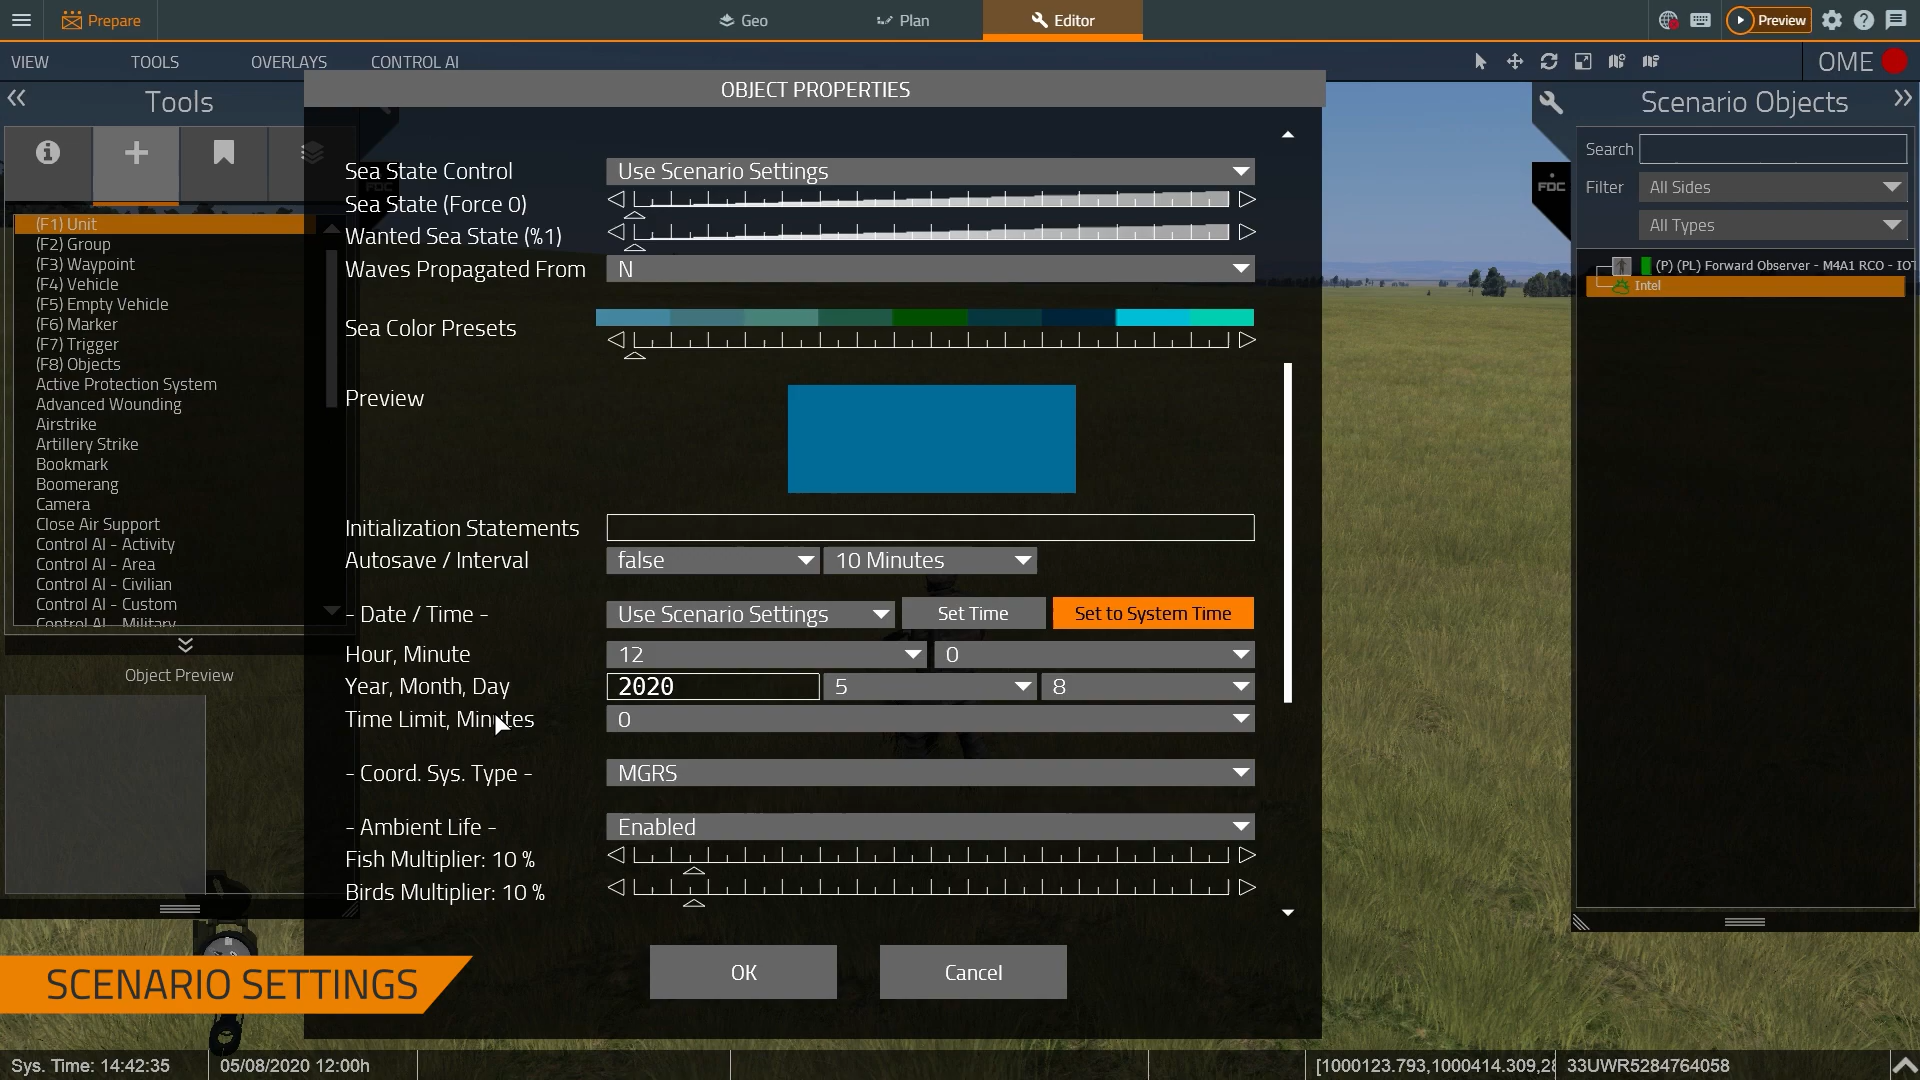 Prepare
Geo
Plan
Editor
Preview
VIEW
TOOLS
OVERLAYS
CONTROL AI
OME
Tools
OBJECT PROPERTIES
Scenario Objects
Search
Filter
All Sides
All Types
FDC
(P) (PL) Forward Observer - M4A1 RCO - IOT
Intel
(F1) Unit
(F2) Group
(F3) Waypoint
(F4) Vehicle
(F5) Empty Vehicle
(F6) Marker
(F7) Trigger
(F8) Objects
Active Protection System
Advanced Wounding
Airstrike
Artillery Strike
Bookmark
Boomerang
Camera
Close Air Support
Control AI - Activity
Control AI - Area
Control AI - Civilian
Control AI - Custom
Control AI - Military
Object Preview
Sea State Control
Use Scenario Settings
Sea State (Force 0)
Wanted Sea State (%1)
Waves Propagated From
N
Sea Color Presets
Preview
Initialization Statements
Autosave / Interval
false
10 Minutes
- Date / Time -
Use Scenario Settings
Set Time
Set to System Time
Hour, Minute
12
0
Year, Month, Day
2020
5
8
Time Limit, Minutes
0
- Coord. Sys. Type -
MGRS
- Ambient Life -
Enabled
Fish Multiplier: 10 %
Birds Multiplier: 10 %
OK
Cancel
SCENARIO SETTINGS
Sys. Time: 14:42:35
05/08/2020 12:00h
[1000123.793,1000414.309,28
33UWR5284764058